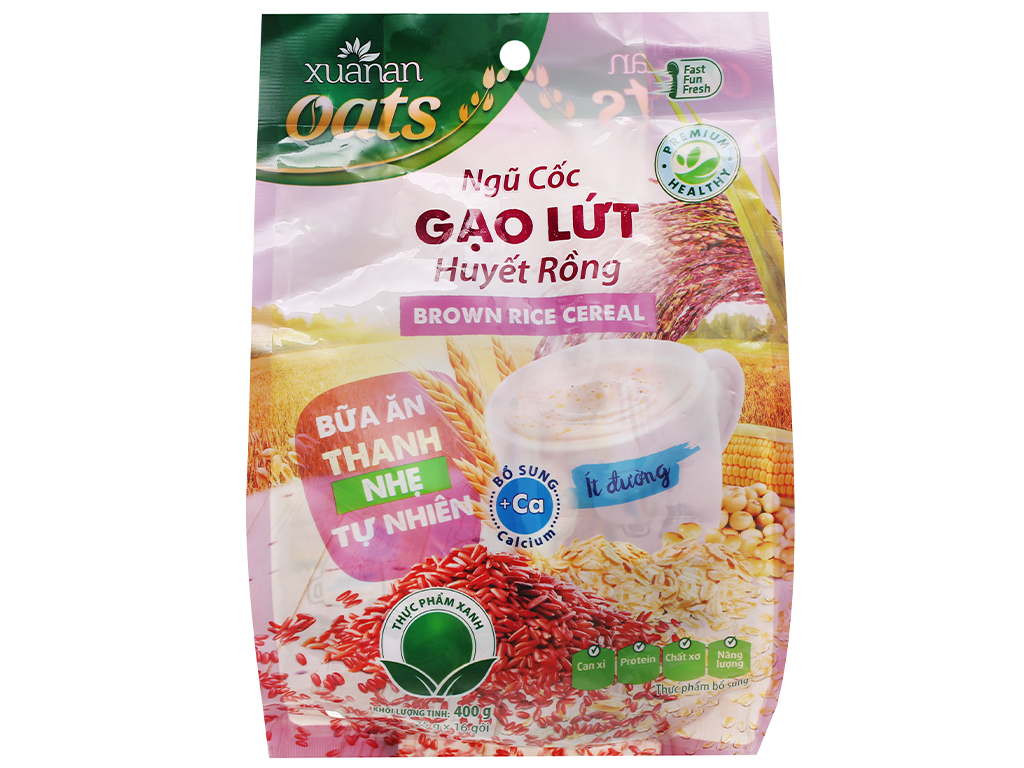 xuânan
oats
Fast
Fun
Fresh
PREMIUM
HEALTHY
Ngũ Cốc
GẠO LỨT
Huyết Rồng
BROWN RICE CEREAL
BỮA ĂN
THANH
NHẸ
TỰ NHIÊN
Ít đường
BỔ SUNG
+Ca
Calcium
THỰC PHẨM XANH
Can xi
Protein
Chất xơ
Năng
lượng
Thực phẩm bổ sung
KHỐI LƯỢNG TỊNH: 400 g
25 g x 16 gói